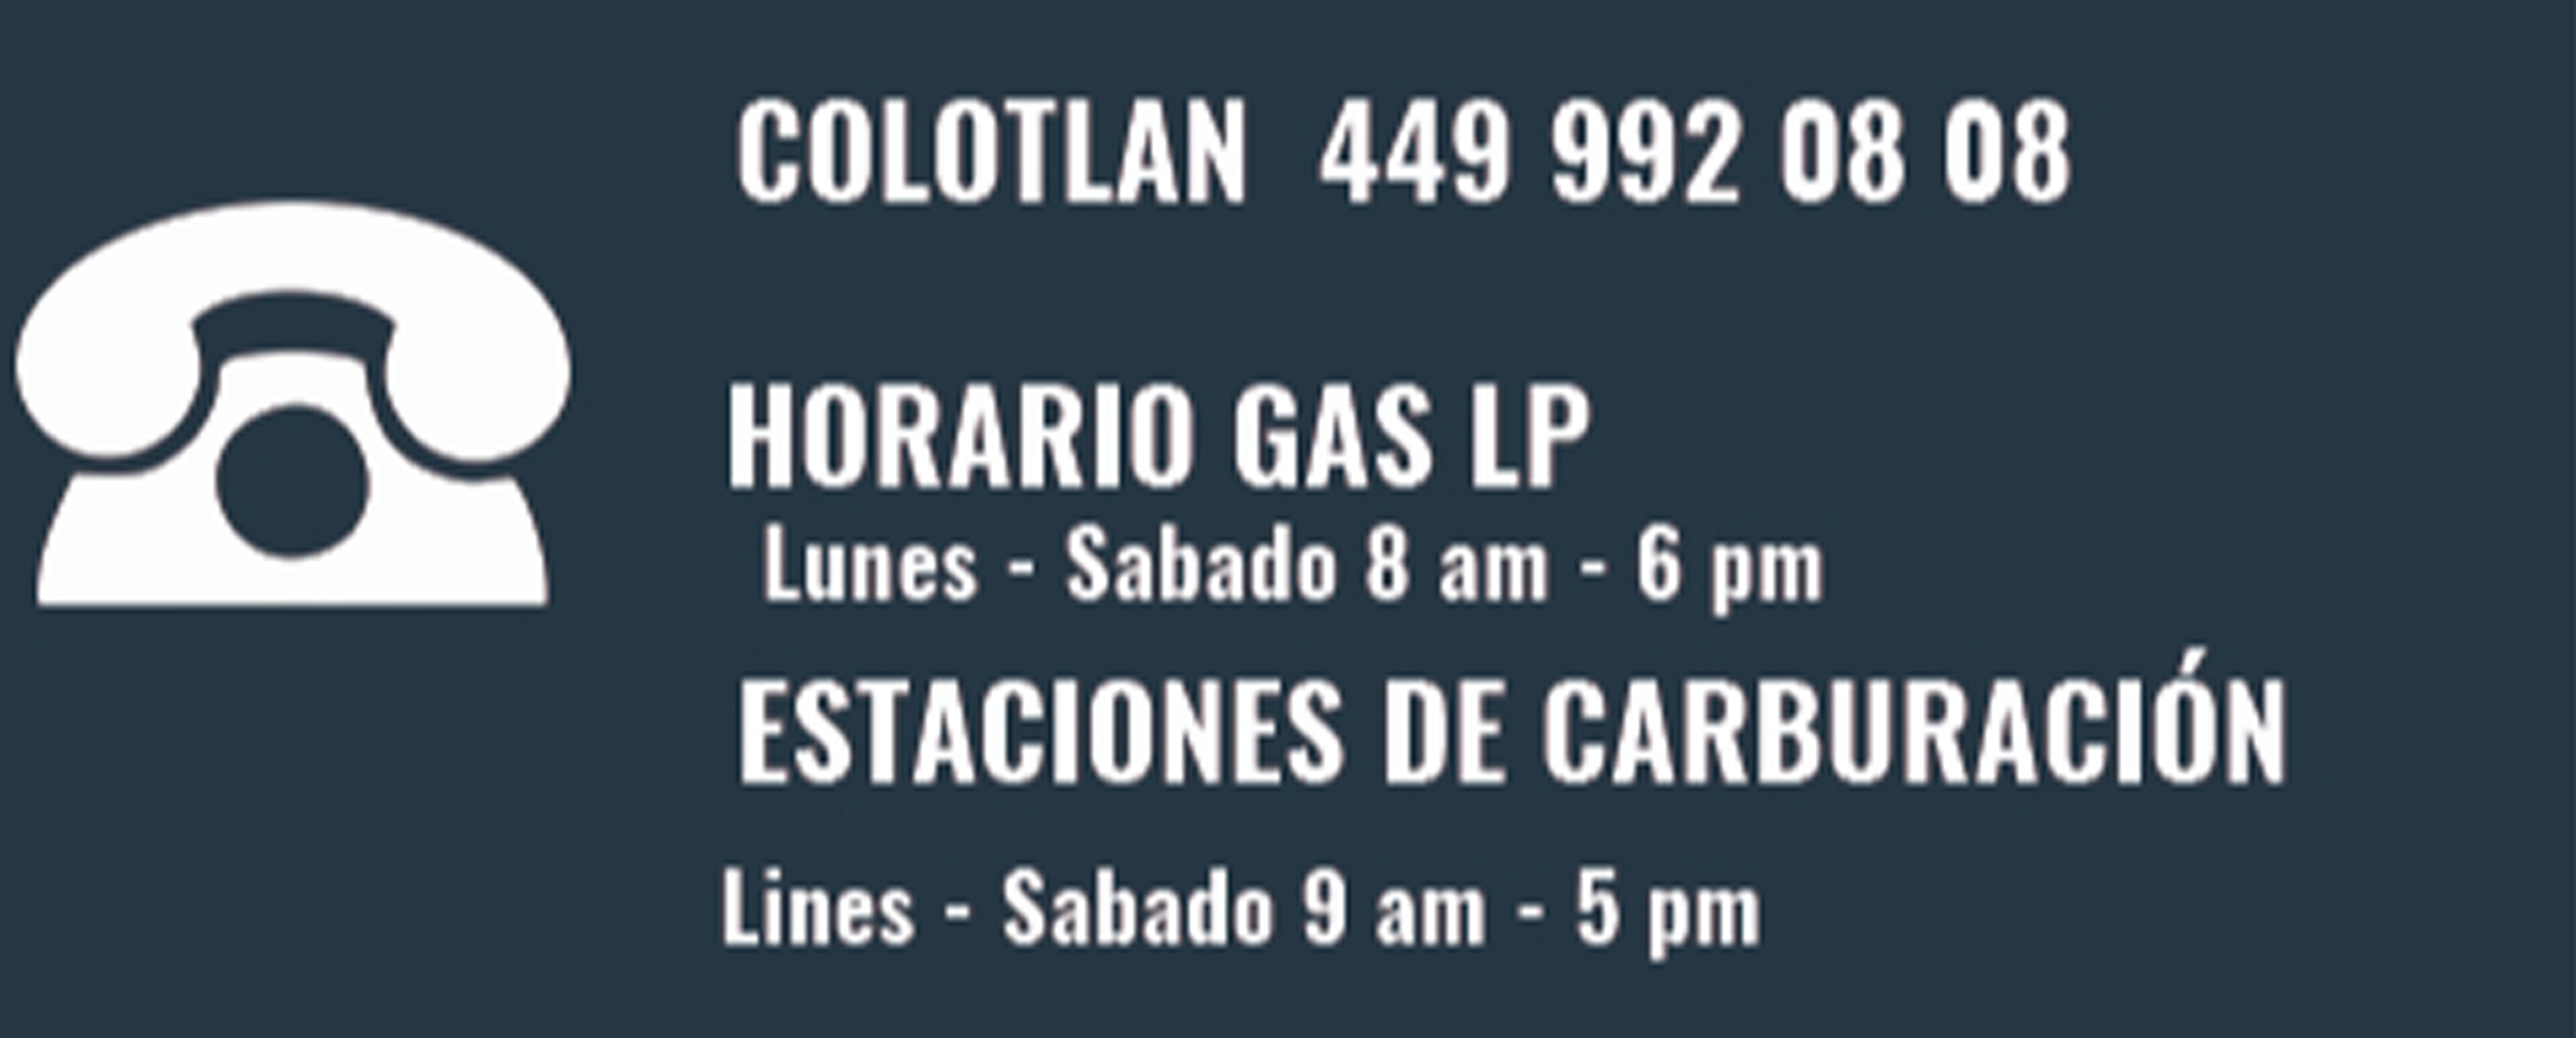 COLOTLAN 449 992 08 08
HORARIO GAS LP
Lunes - Sabado 8 am - 6 pm
ESTACIONES DE CARBURACIÓN
Lines - Sabado 9 am - 5 pm